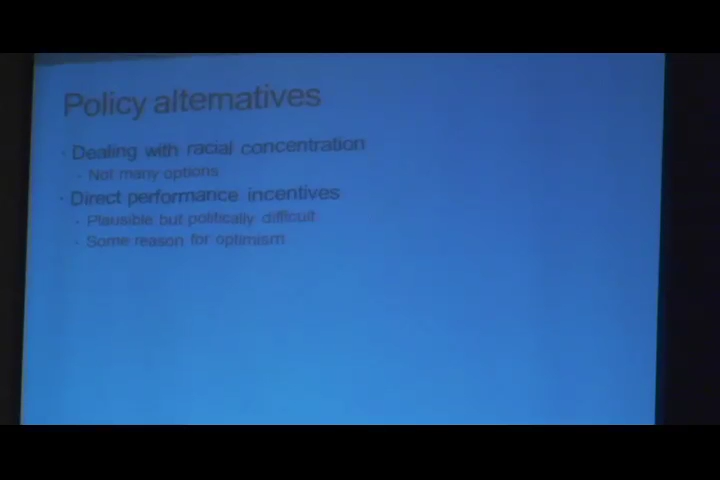 Policy alternatives
· Dealing with racial concentration
- Not many options
· Direct performance incentives
- Plausible but politically difficult
- Some reason for optimism